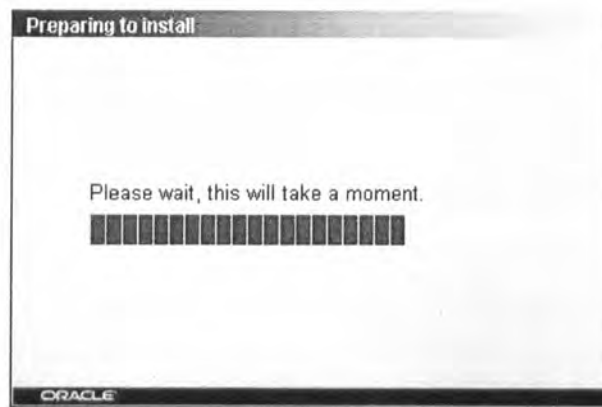 Preparing to install
Please wait, this will take a moment.
ORACLE